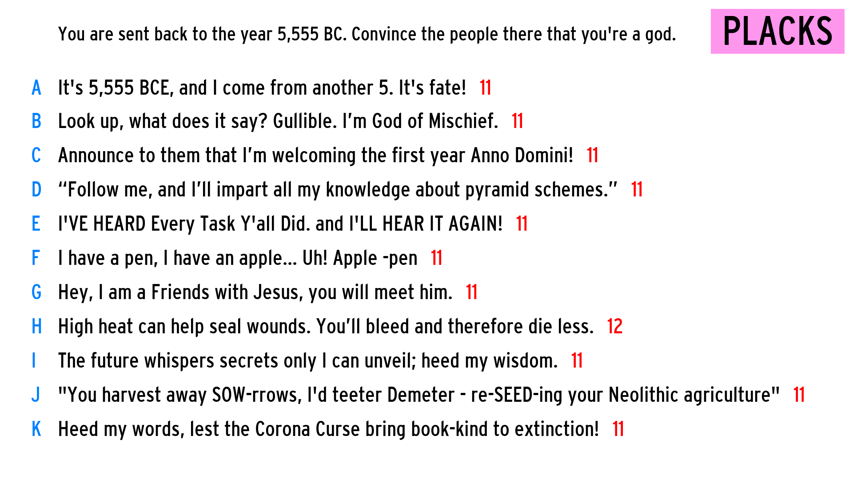 You are sent back to the year 5,555 BC. Convince the people there that you're a god.
PLACKS
A It's 5,555 BCE, and I come from another 5. It's fate! 11
B Look up, what does it say? Gullible. I’m God of Mischief. 11
C Announce to them that I’m welcoming the first year Anno Domini! 11
D “Follow me, and I’ll impart all my knowledge about pyramid schemes.” 11
E I'VE HEARD Every Task Y'all Did. and I'LL HEAR IT AGAIN! 11
F I have a pen, I have an apple... Uh! Apple -pen 11
G Hey, I am a Friends with Jesus, you will meet him. 11
H High heat can help seal wounds. You’ll bleed and therefore die less. 12
I The future whispers secrets only I can unveil; heed my wisdom. 11
J "You harvest away SOW-rrows, I'd teeter Demeter - re-SEED-ing your Neolithic agriculture" 11
K Heed my words, lest the Corona Curse bring book-kind to extinction! 11